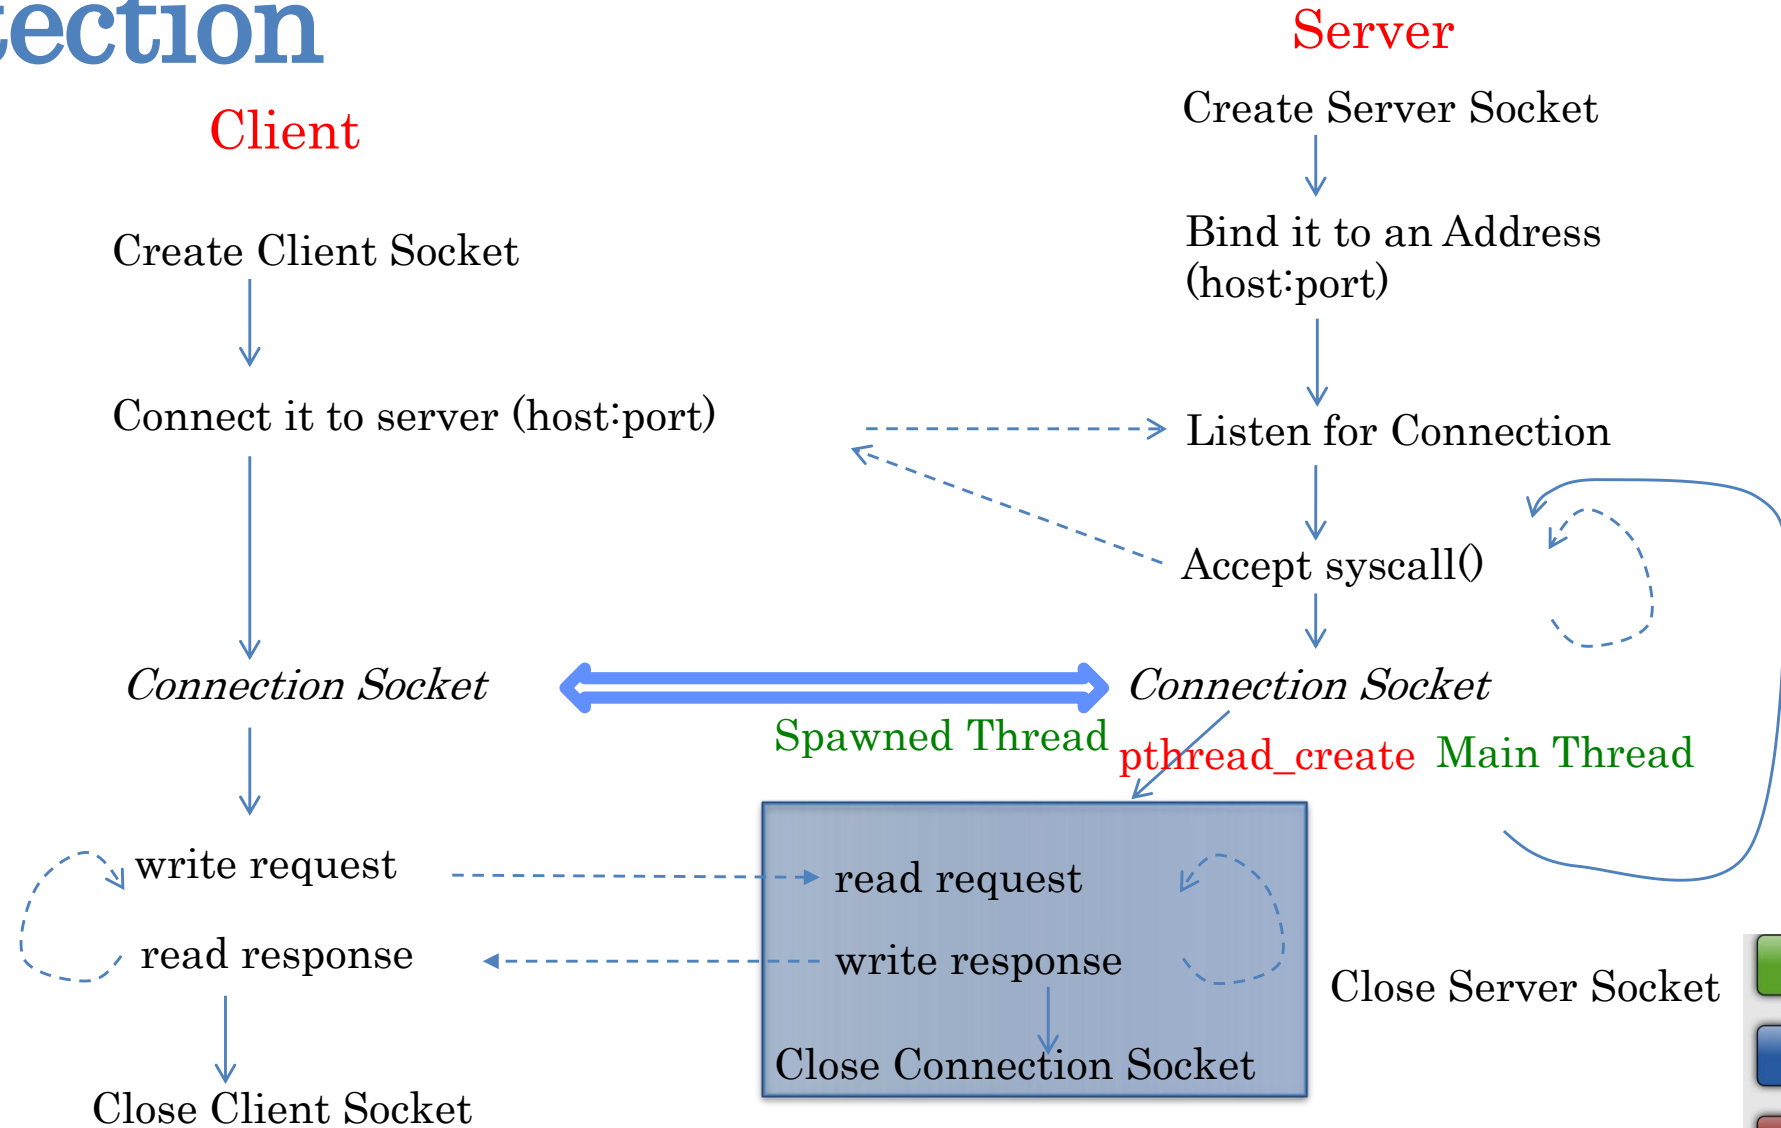 tection
Server
Client
Create Server Socket
Create Client Socket
Bind it to an Address
(host:port)
Connect it to server (host:port)
Listen for Connection
Accept syscall()
Connection Socket
Connection Socket
Spawned Thread
pthread_create
Main Thread
write request
read request
read response
write response
Close Server Socket
Close Connection Socket
Close Client Socket